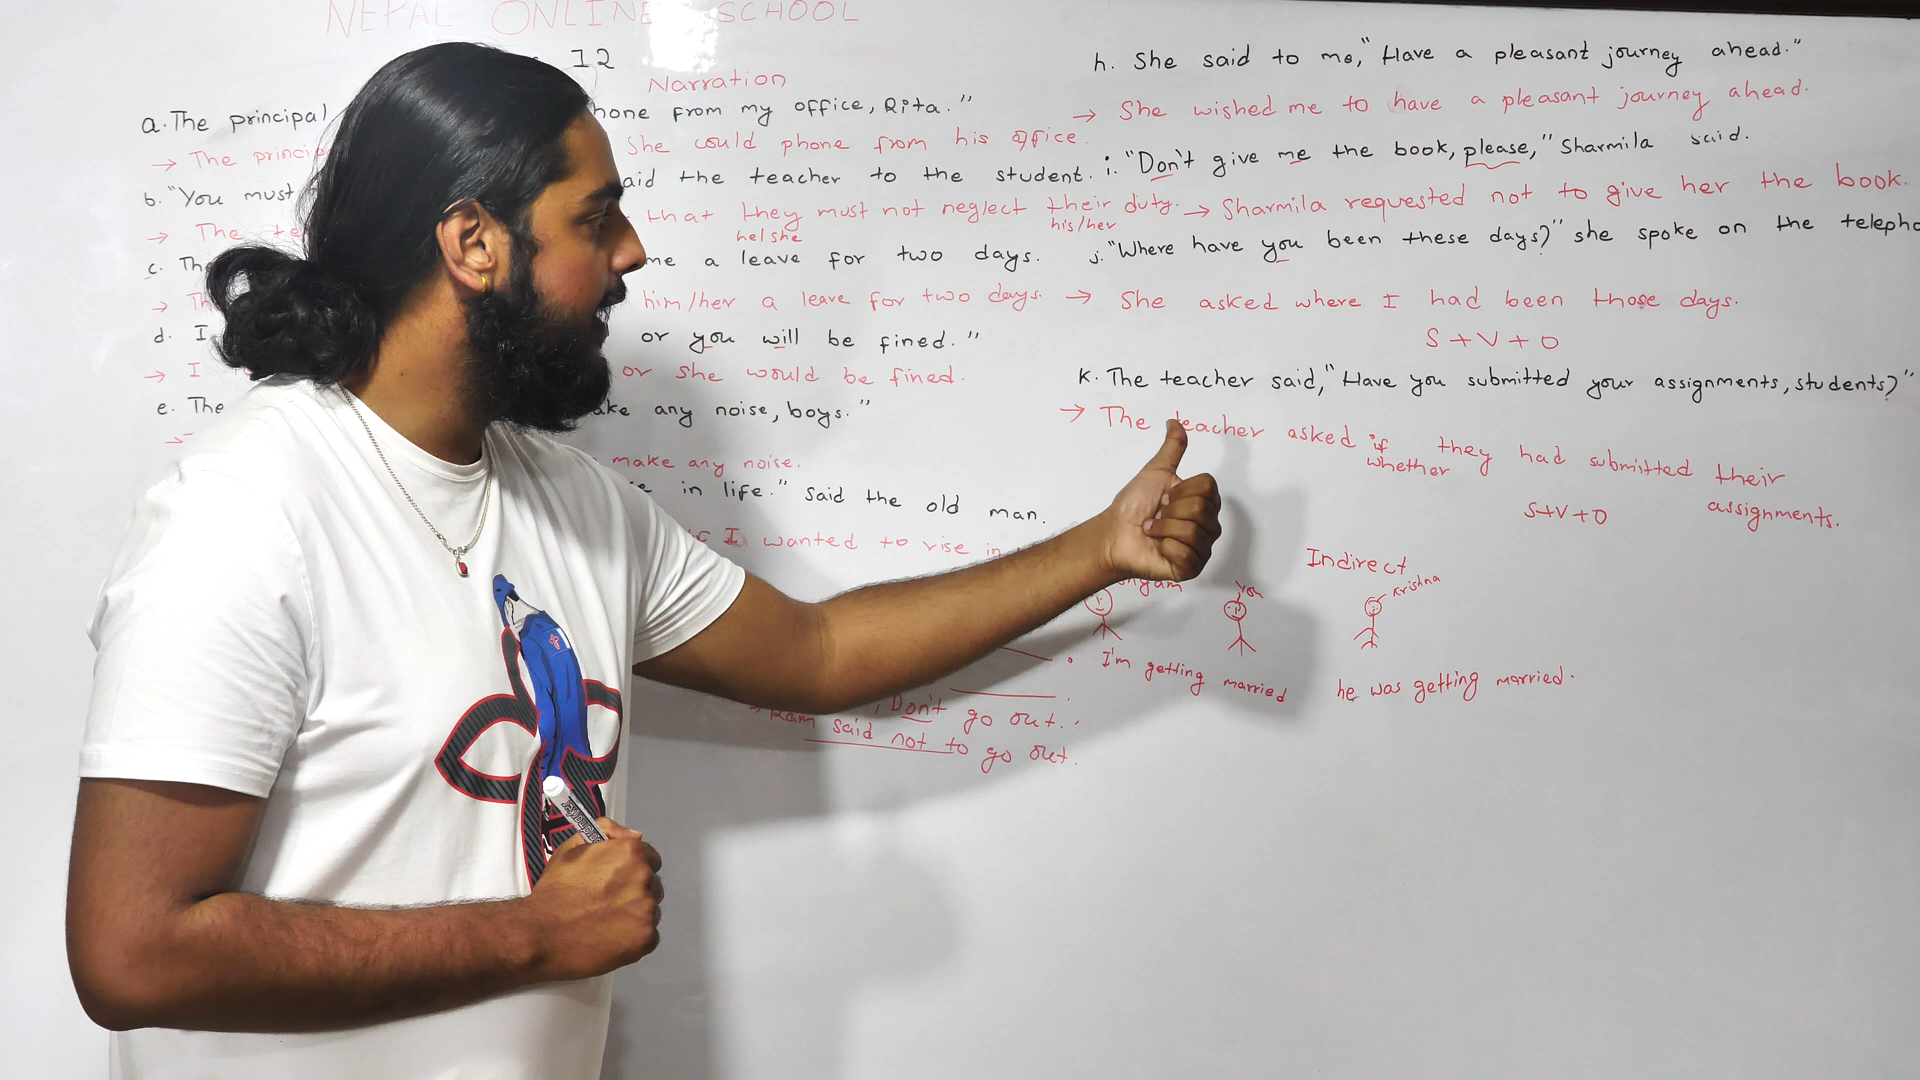 NEPAL ONLINE SCHOOL
12
Narration
a. The principal hone from my office, Rita."
→ The princip She could phone from his office.
b. "You must said the teacher to the student.
→ The te that they must not neglect their duty.
he/she his/her
c. Th me a leave for two days.
→ Th him/her a leave for two days.
d. I or you will be fined."
→ I or she would be fined.
e. The ake any noise, boys."
→
make any noise.
in life." said the old man.
I wanted to rise in
h. She said to me, "Have a pleasant journey ahead."
→ She wished me to have a pleasant journey ahead.
i. "Don't give me the book, please," Sharmila said.
→ Sharmila requested not to give her the book.
j. "Where have you been these days?" she spoke on the telepho
→ She asked where I had been those days.
S + V + O
k. The teacher said, "Have you submitted your assignments, students?"
→ The teacher asked if they had submitted their
whether
assignments.
S+V+O
Indirect
you
Krishna
I'm getting married
he was getting married.
Don't go out.
Ram said not to go out.